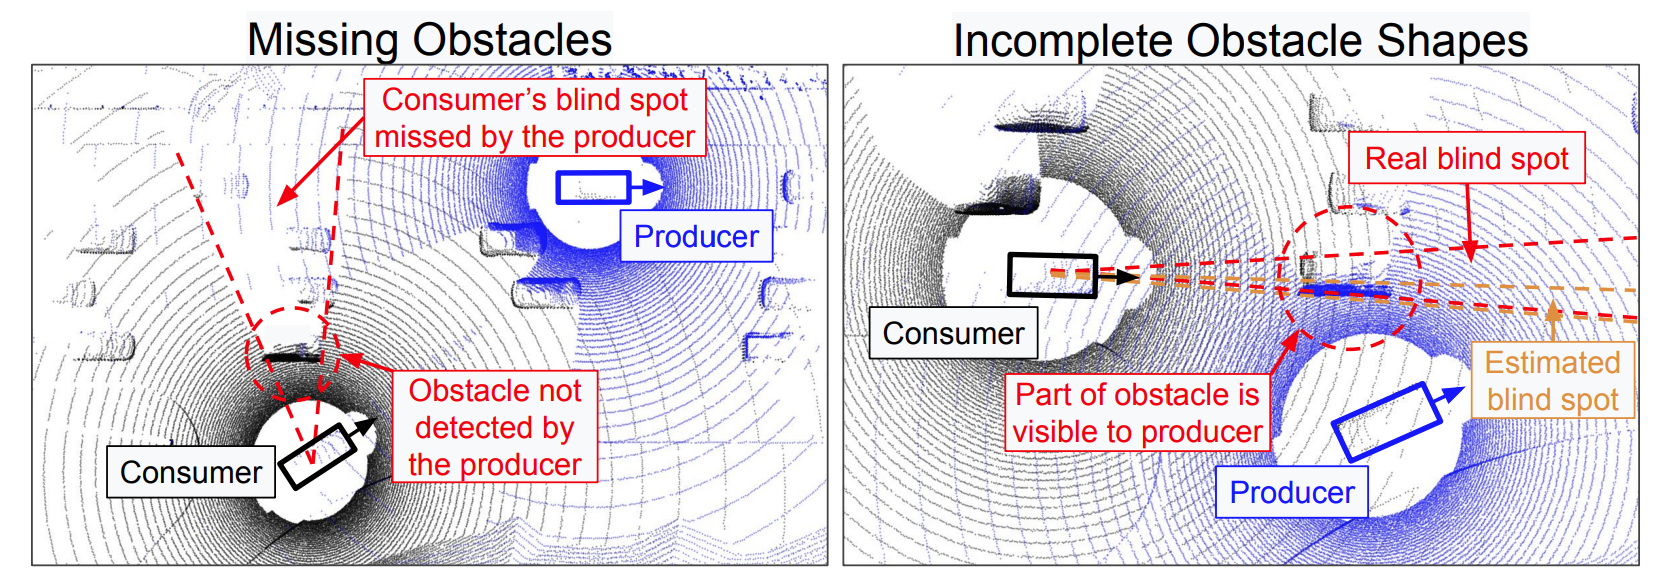 Missing Obstacles
Consumer's blind spot
missed by the producer
Producer
Obstacle not
detected by
the producer
Consumer
Incomplete Obstacle Shapes
Real blind spot
Consumer
Estimated
blind spot
Part of obstacle is
visible to producer
Producer